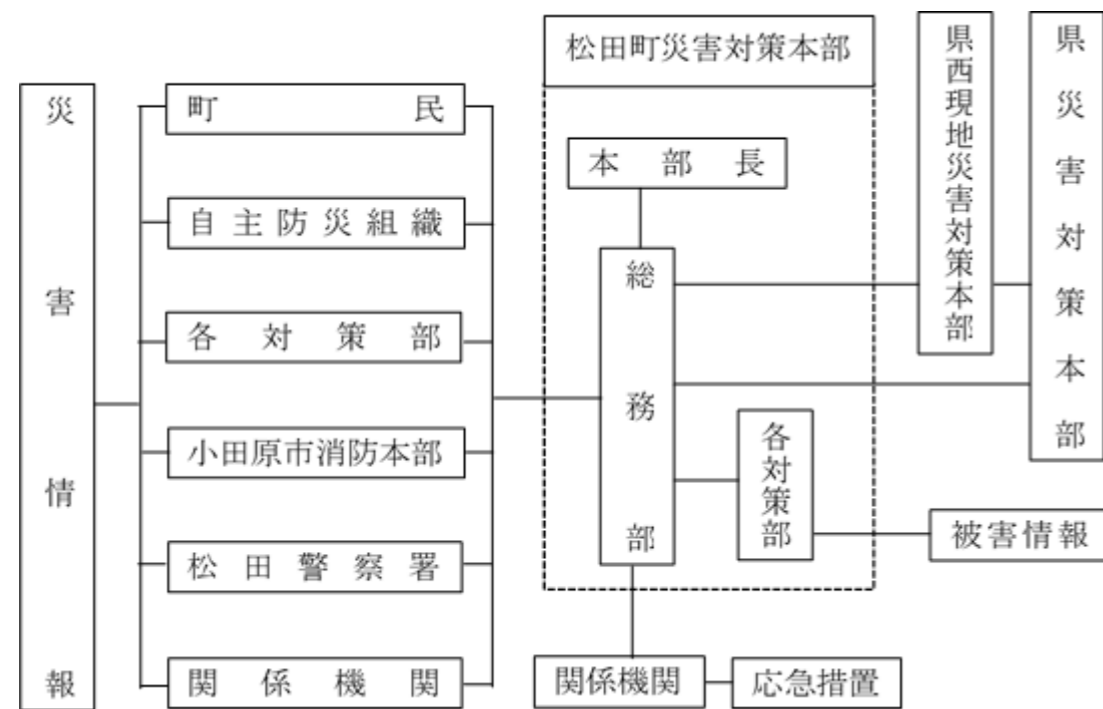 災害情報
町民
自主防災組織
各対策部
小田原市消防本部
松田警察署
関係機関
松田町災害対策本部
本部長
総務部
各対策部
関係機関
応急措置
県西現地災害対策本部
県災害対策本部
被害情報